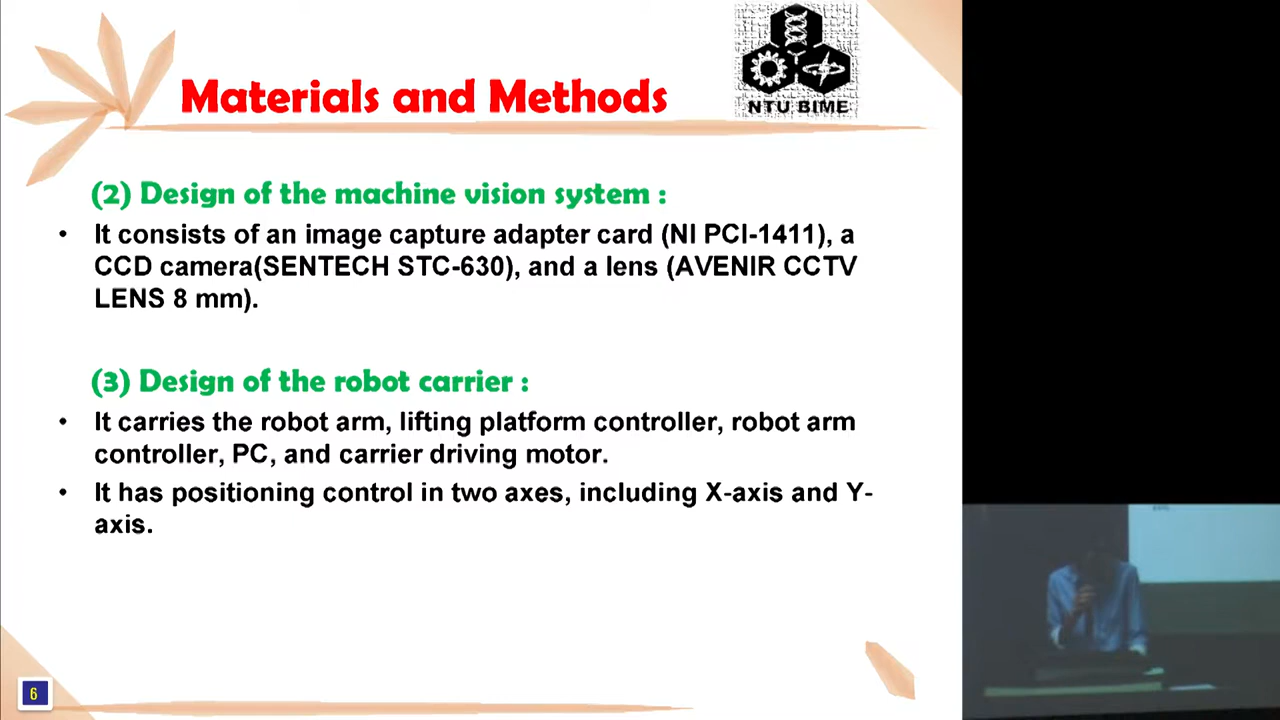 NTU BIME
Materials and Methods
(2) Design of the machine vision system :
• It consists of an image capture adapter card (NI PCI-1411), a
CCD camera(SENTECH STC-630), and a lens (AVENIR CCTV
LENS 8 mm).
(3) Design of the robot carrier :
• It carries the robot arm, lifting platform controller, robot arm
controller, PC, and carrier driving motor.
• It has positioning control in two axes, including X-axis and Y-
axis.
6